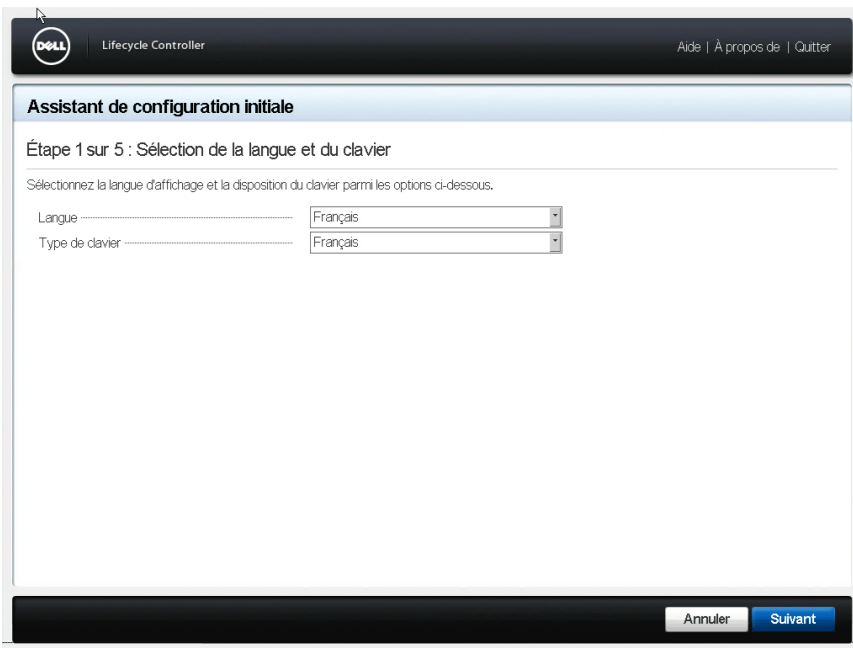 DELL
Lifecycle Controller
Aide | À propos de | Quitter
Assistant de configuration initiale
Étape 1 sur 5 : Sélection de la langue et du clavier
Sélectionnez la langue d'affichage et la disposition du clavier parmi les options ci-dessous.
Langue Français
Type de clavier Français
Annuler Suivant